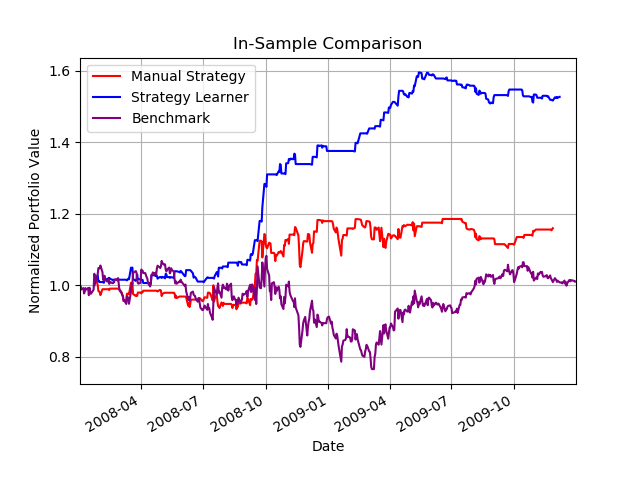 In-Sample Comparison
Manual Strategy
Strategy Learner
Benchmark
Normalized Portfolio Value
1.6
1.4
1.2
1.0
0.8
2008-04
2008-07
2008-10
2009-01
2009-04
2009-07
2009-10
Date